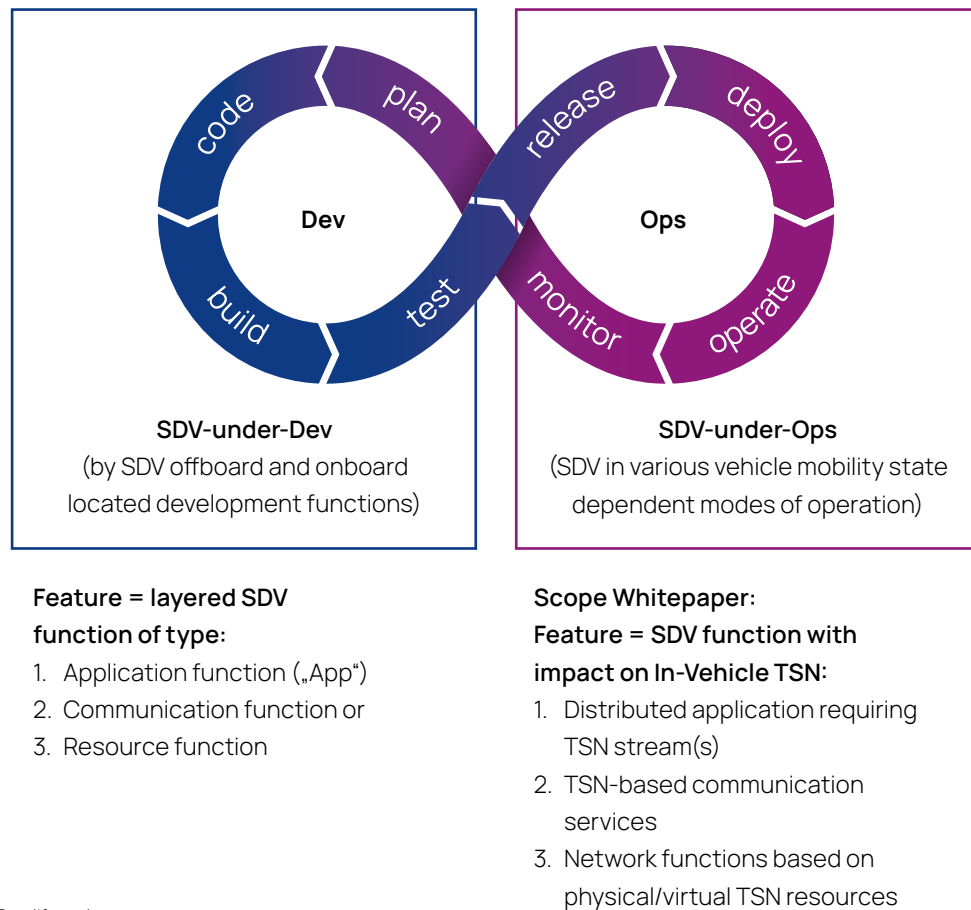 code
plan
release
deploy
Dev
Ops
build
test
monitor
operate
SDV-under-Dev
(by SDV offboard and onboard
located development functions)
SDV-under-Ops
(SDV in various vehicle mobility state
dependent modes of operation)
Feature = layered SDV
function of type:
1. Application function („App“)
2. Communication function or
3. Resource function
Scope Whitepaper:
Feature = SDV function with
impact on In-Vehicle TSN:
1. Distributed application requiring
TSN stream(s)
2. TSN-based communication
services
3. Network functions based on
physical/virtual TSN resources